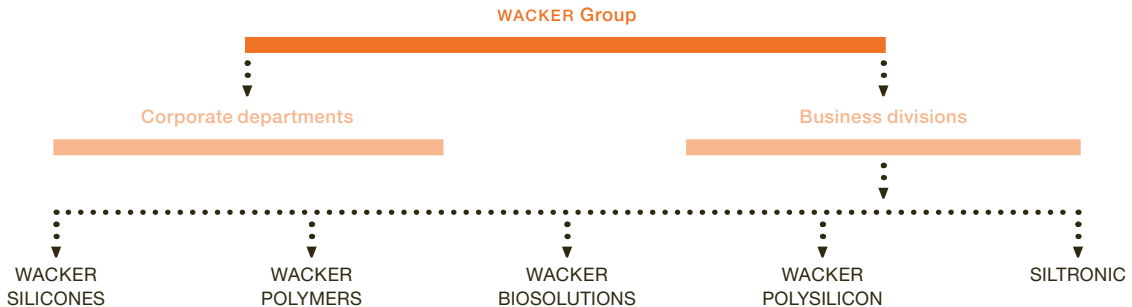 WACKER Group
Corporate departments
Business divisions
WACKER
SILICONES
WACKER
POLYMERS
WACKER
BIOSOLUTIONS
WACKER
POLYSILICON
SILTRONIC